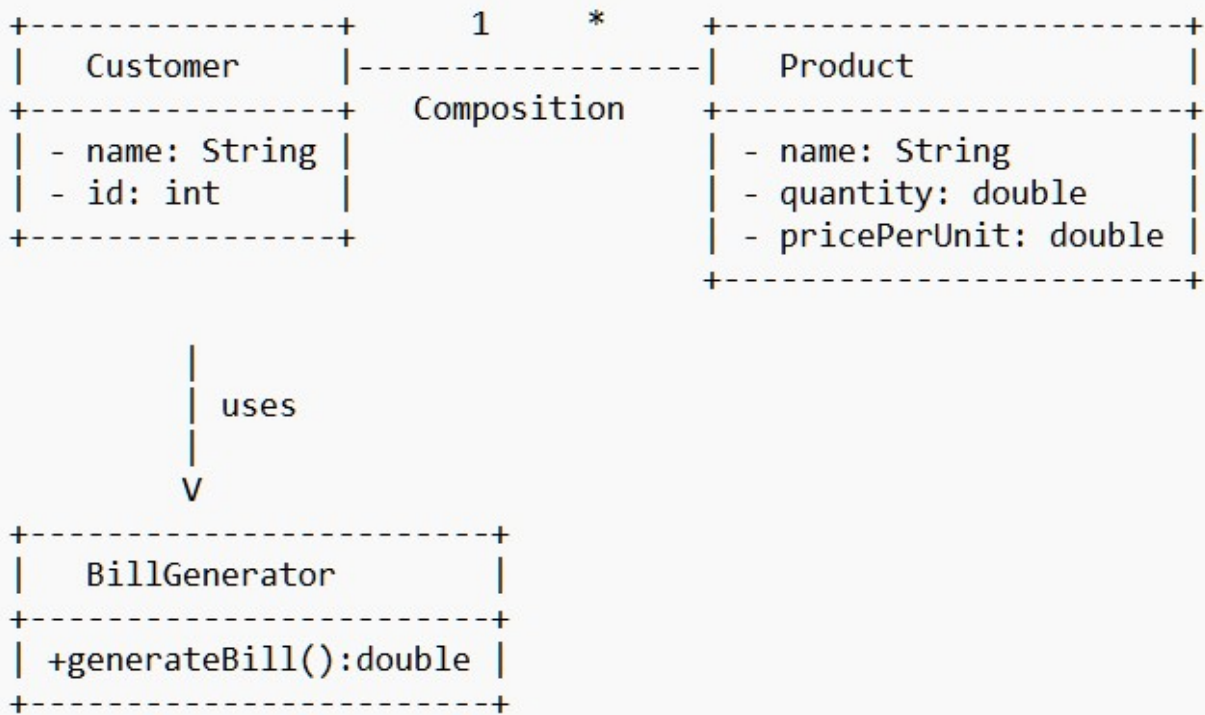 +----------------+      1     *     +------------------------+
|   Customer     |------------------|   Product              |
+----------------+   Composition    +------------------------+
| - name: String |                  | - name: String         |
| - id: int      |                  | - quantity: double     |
+----------------+                  | - pricePerUnit: double |
                                    +------------------------+
         |
         | uses
         |
         V
+------------------------+
|   BillGenerator        |
+------------------------+
| +generateBill():double |
+------------------------+